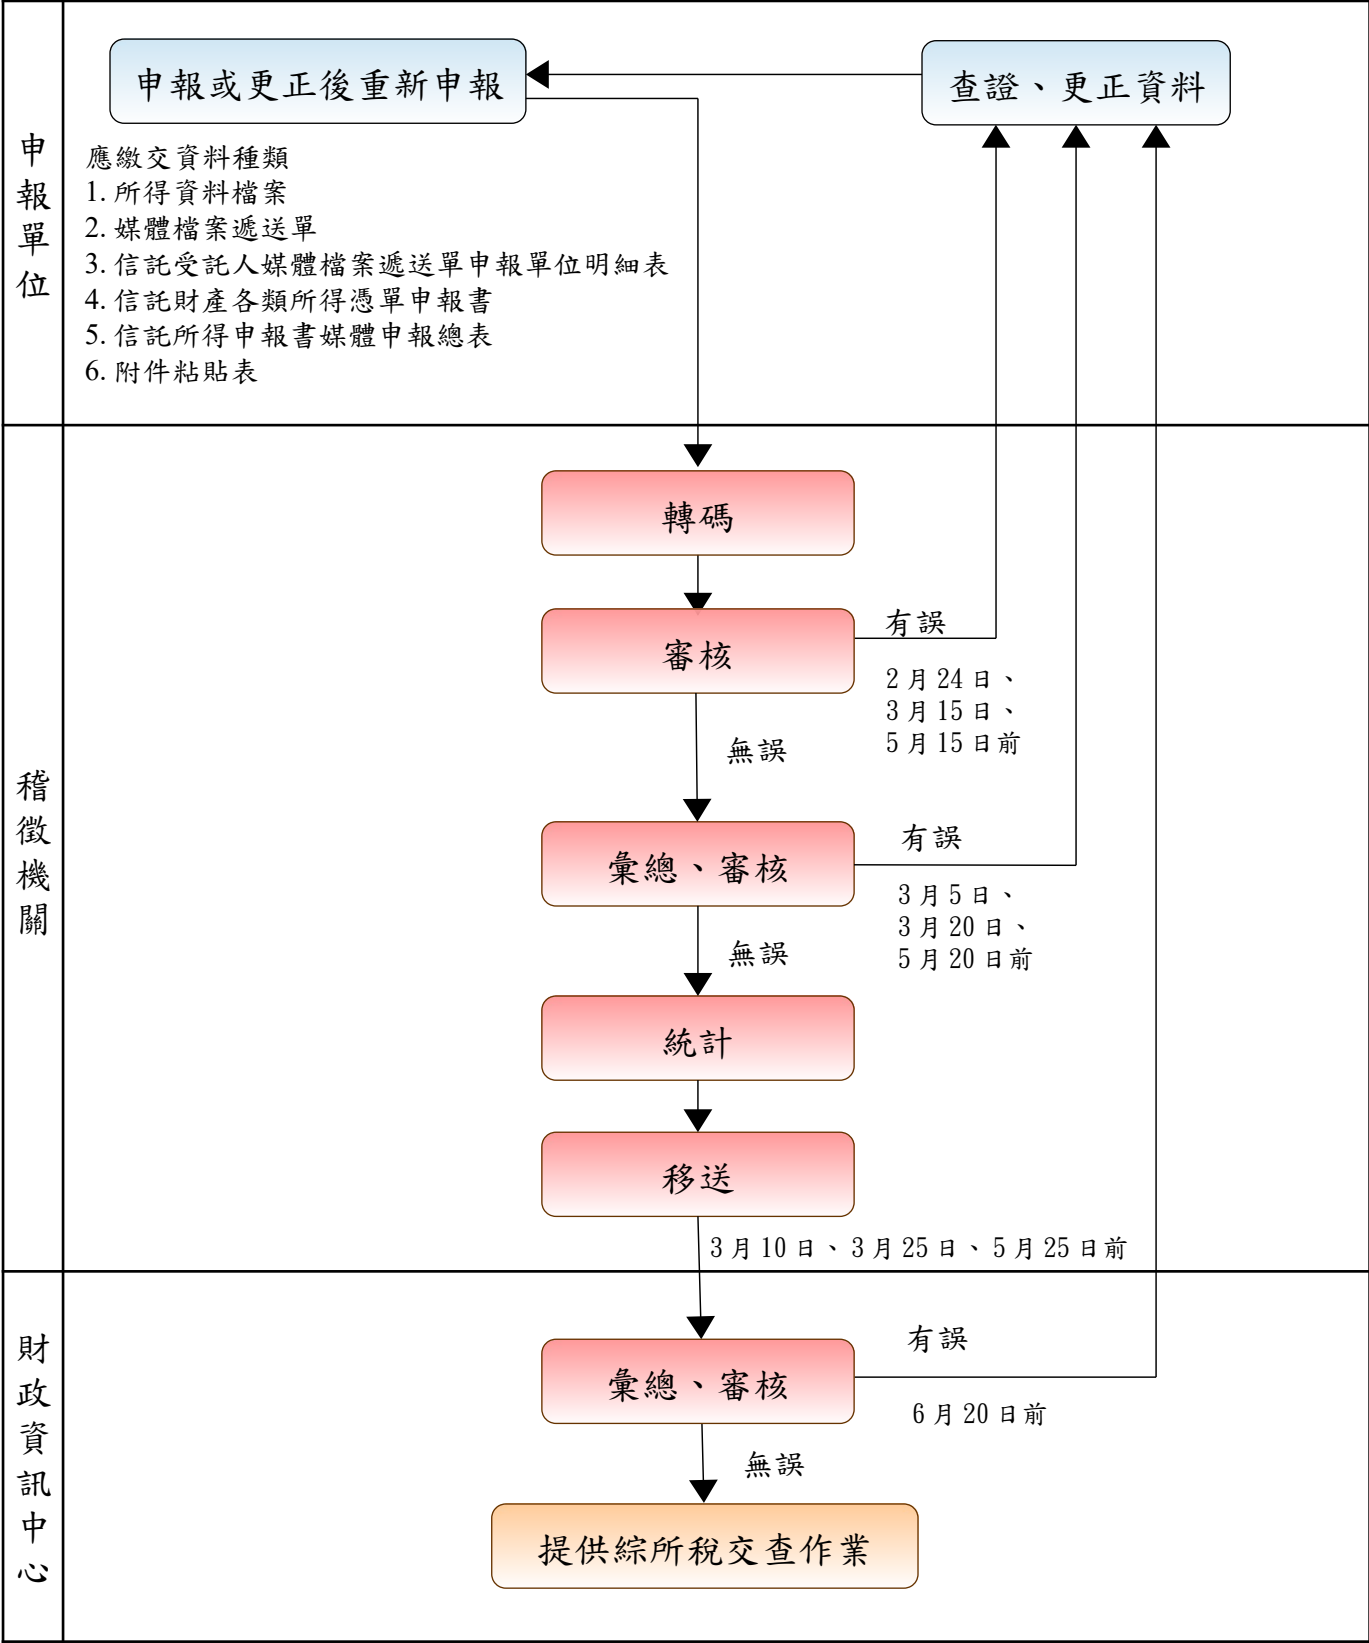 申報單位
申報或更正後重新申報
查證、更正資料
應繳交資料種類
1. 所得資料檔案
2. 媒體檔案遞送單
3. 信託受託人媒體檔案遞送單申報單位明細表
4. 信託財產各類所得憑單申報書
5. 信託所得申報書媒體申報總表
6. 附件粘貼表
稽徵機關
轉碼
審核
有誤
2月24日、
3月15日、
5月15日前
無誤
彙總、審核
有誤
3月5日、
3月20日、
5月20日前
無誤
統計
移送
3月10日、3月25日、5月25日前
財政資訊中心
彙總、審核
有誤
6月20日前
無誤
提供綜所稅交查作業